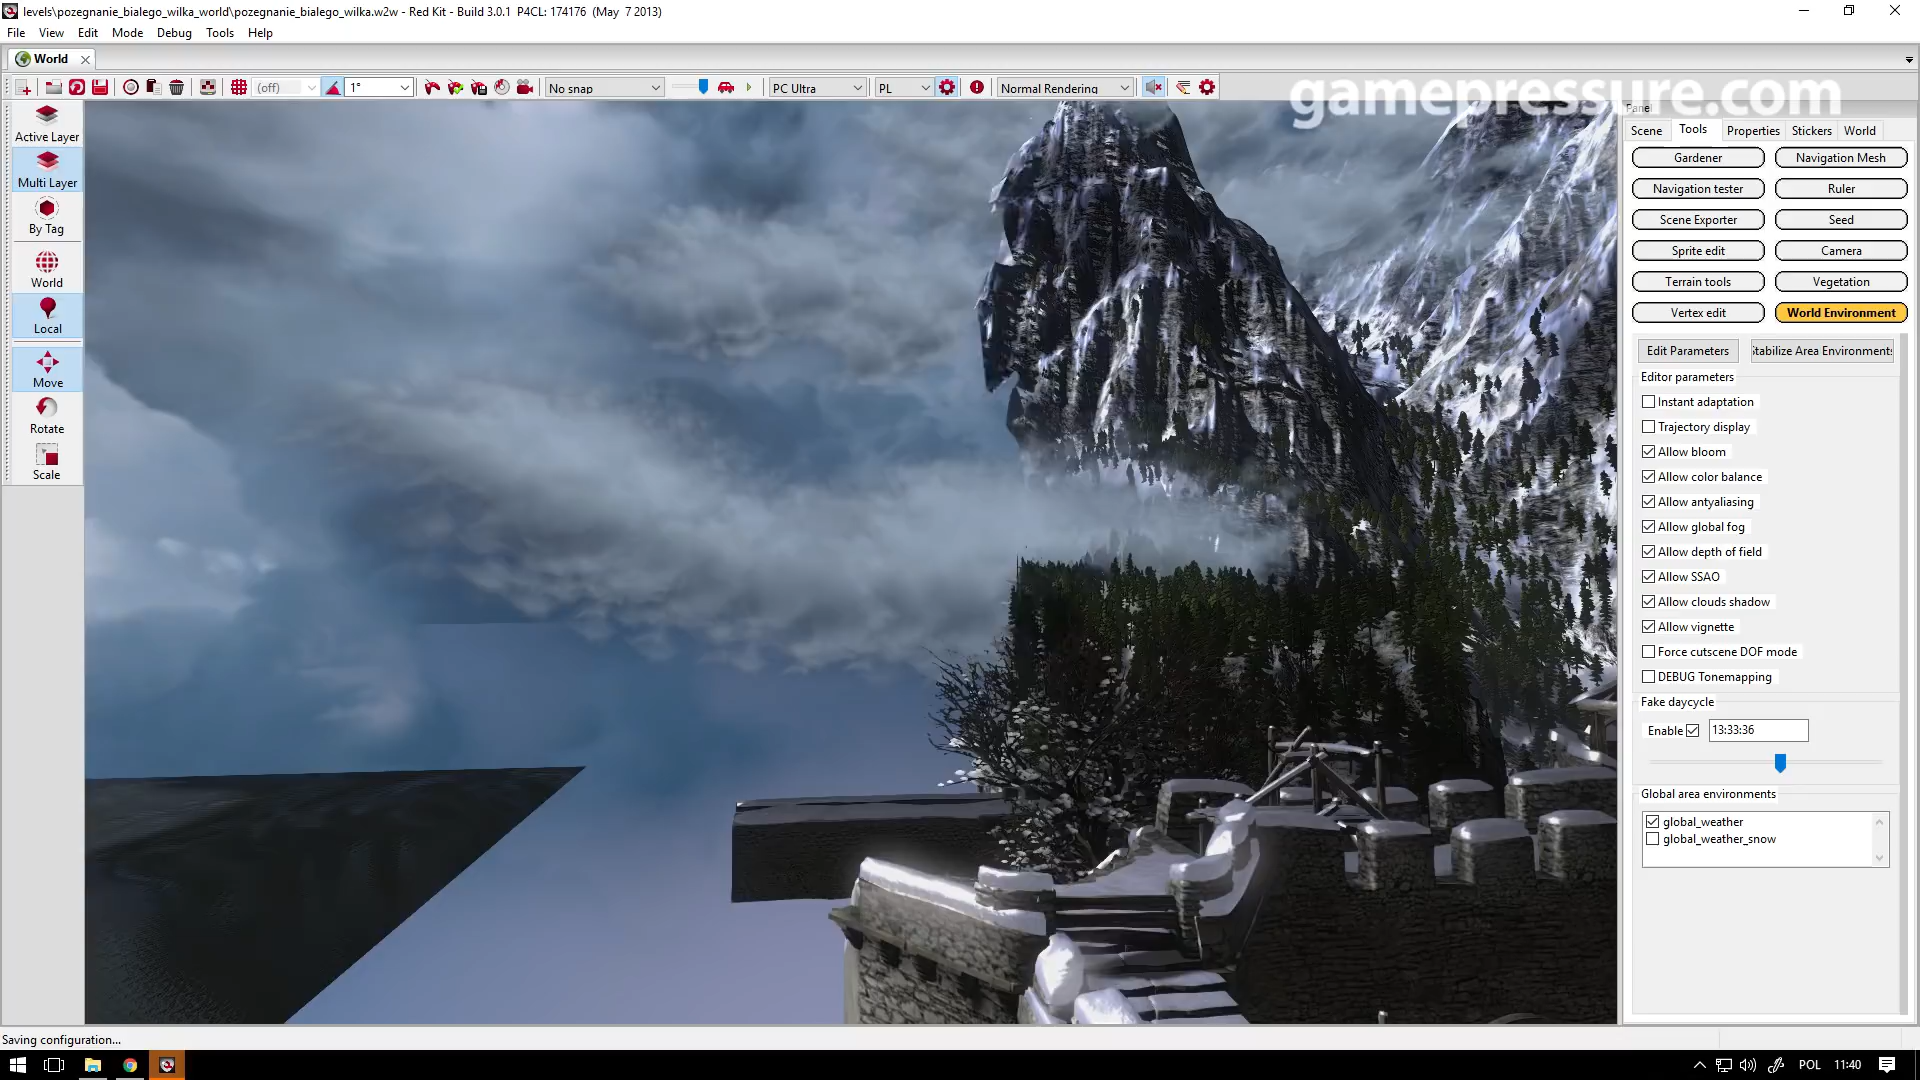 levels\pozegnanie_bialego_wilka_world\pozegnanie_bialego_wilka.w2w - Red Kit - Build 3.0.1  P4CL: 174176  (May  7 2013)
File View Edit Mode Debug Tools Help
World
(off) 1° No snap PC Ultra PL Normal Rendering
gamepressure.com
Panel
Scene Tools Properties Stickers World
Active Layer
Multi Layer
By Tag
World
Local
Move
Rotate
Scale
Gardener Navigation Mesh
Navigation tester Ruler
Scene Exporter Seed
Sprite edit Camera
Terrain tools Vegetation
Vertex edit World Environment
Edit Parameters tabilize Area Environment
Editor parameters
Instant adaptation
Trajectory display
Allow bloom
Allow color balance
Allow antyaliasing
Allow global fog
Allow depth of field
Allow SSAO
Allow clouds shadow
Allow vignette
Force cutscene DOF mode
DEBUG Tonemapping
Fake daycycle
Enable 13:33:36
Global area environments
global_weather
global_weather_snow
Saving configuration...
POL 11:40